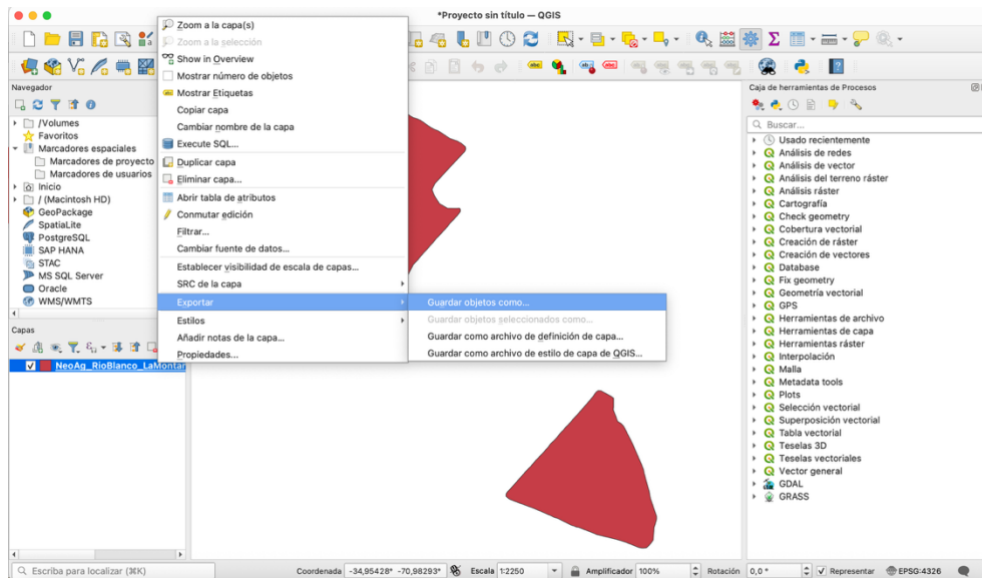 *Proyecto sin título — QGIS
Zoom a la capa(s)
Zoom a la selección
Show in Overview
Mostrar número de objetos
Mostrar Etiquetas
Copiar capa
Cambiar nombre de la capa
Execute SQL...
Duplicar capa
Eliminar capa...
Abrir tabla de atributos
Conmutar edición
Filtrar...
Cambiar fuente de datos...
Establecer visibilidad de escala de capas...
SRC de la capa
Exportar
Estilos
Añadir notas de la capa...
Propiedades...
Guardar objetos como...
Guardar objetos seleccionados como...
Guardar como archivo de definición de capa...
Guardar como archivo de estilo de capa de QGIS...
Navegador
/Volumes
Favoritos
Marcadores espaciales
Marcadores de proyecto
Marcadores de usuarios
Inicio
/ (Macintosh HD)
GeoPackage
SpatiaLite
PostgreSQL
SAP HANA
STAC
MS SQL Server
Oracle
WMS/WMTS
Capas
NeoAg_RioBlanco_LaMontar
Caja de herramientas de Procesos
Buscar...
Usado recientemente
Análisis de redes
Análisis de vector
Análisis del terreno ráster
Análisis ráster
Cartografía
Check geometry
Cobertura vectorial
Creación de ráster
Creación de vectores
Database
Fix geometry
Geometría vectorial
GPS
Herramientas de archivo
Herramientas de capa
Herramientas ráster
Interpolación
Malla
Metadata tools
Plots
Selección vectorial
Superposición vectorial
Tabla vectorial
Teselas 3D
Teselas vectoriales
Vector general
GDAL
GRASS
Escriba para localizar (⌘K)
Coordenada -34,95428° -70,98293° Escala 1:2250 Amplificador 100% Rotación 0,0 ° Representar EPSG:4326